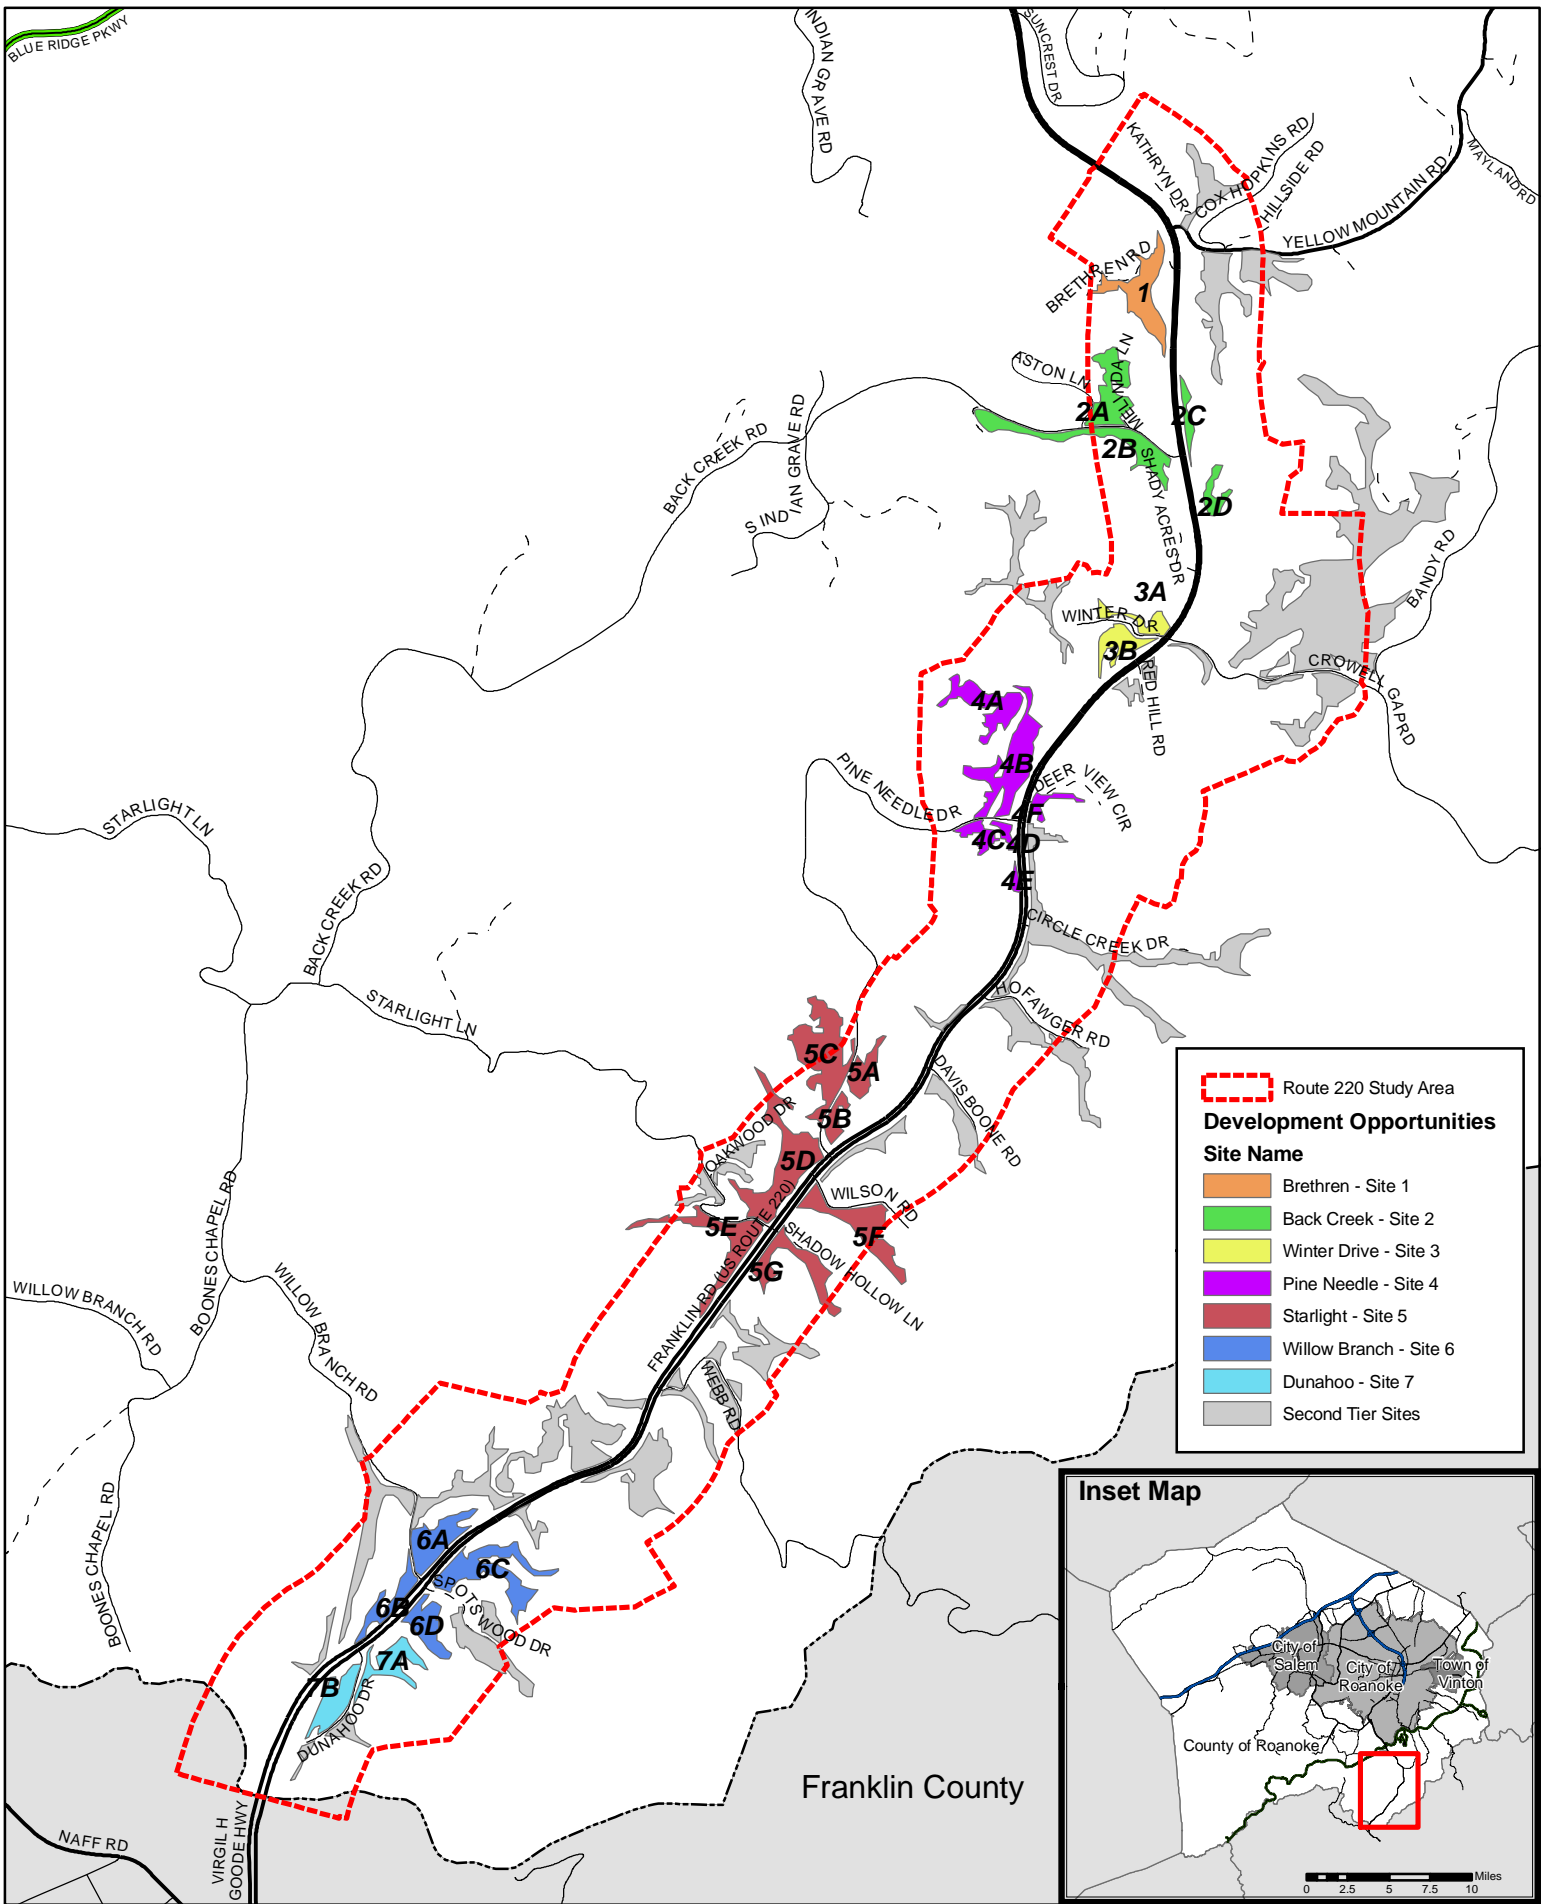 BLUE RIDGE PKWY
INDIAN GRAVE RD
SUNCREST DR
KATHRYN DR
COX HOPKINS RD
HILLSIDE RD
YELLOW MOUNTAIN RD
MAYLAND RD
BRETHREN RD
1
ASTON LN
MELLINDA LN
2A
2B
2C
2D
BACK CREEK RD
S INDIAN GRAVE RD
SHADY ACRES DR
3A
WINTER DR
3B
RED HILL RD
CROWELL GAP RD
BANDY RD
4A
4B
DEER VIEW CIR
PINE NEEDLE DR
4F
4C
4D
4E
STARLIGHT LN
BACK CREEK RD
CIRCLE CREEK DR
STARLIGHT LN
HOFAWGER RD
5C
5A
5B
DAVIS BOONE RD
OAKWOOD DR
5D
WILSON RD
5E
5F
SHADOW HOLLOW LN
5G
FRANKLIN RD (US ROUTE 220)
BOONES CHAPEL RD
WILLOW BRANCH RD
WILLOW BRANCH RD
WEBB RD
BONES CHAPEL RD
6A
6C
SPOTSWOOD DR
6B
6D
7A
7B
DUNAHOO DR
Franklin County
NAFF RD
VIRGIL H
GOODE HWY
Route 220 Study Area
Development Opportunities
Site Name
Brethren - Site 1
Back Creek - Site 2
Winter Drive - Site 3
Pine Needle - Site 4
Starlight - Site 5
Willow Branch - Site 6
Dunahoo - Site 7
Second Tier Sites
Inset Map
City of
Salem
City of
Roanoke
Town of
Vinton
County of Roanoke
Miles
0 2.5 5 7.5 10